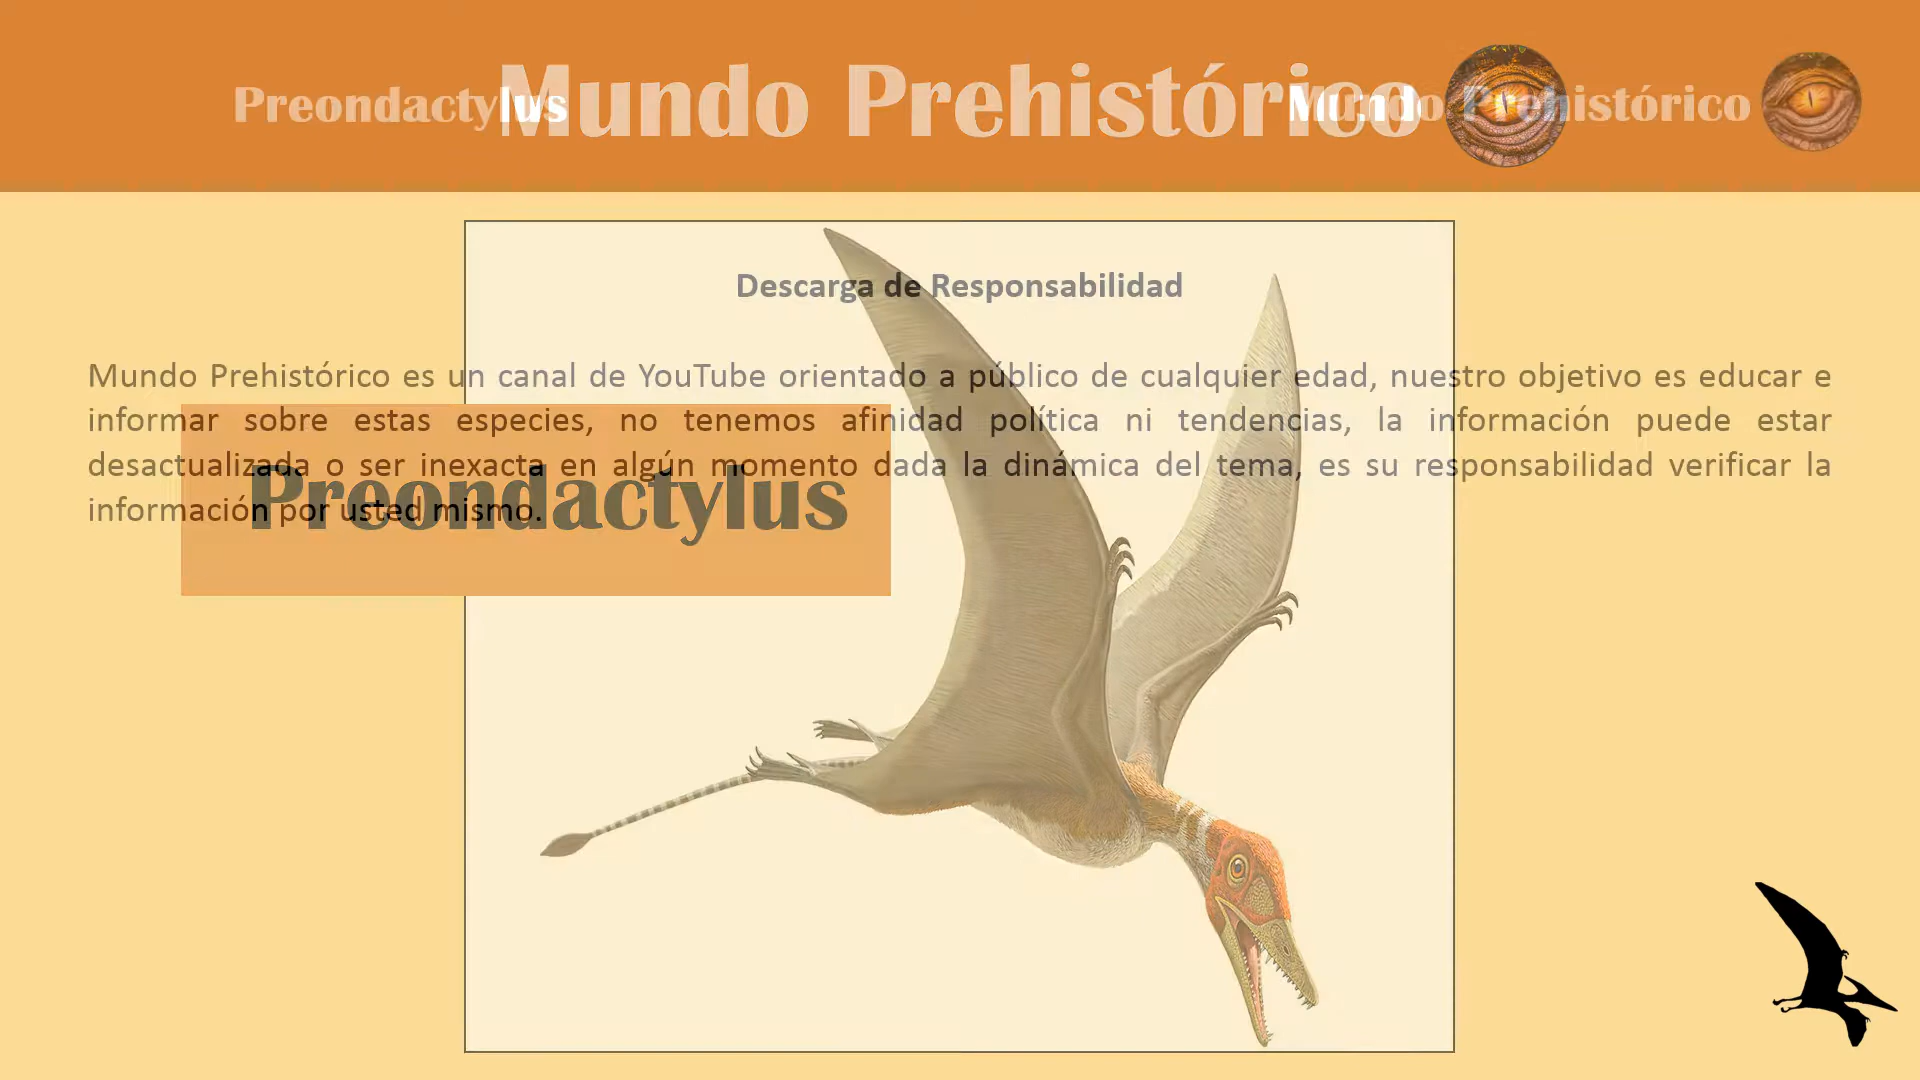 Preondactylus
Mundo Prehistórico
Mundo Prehistórico
Descarga de Responsabilidad
Mundo Prehistórico es un canal de YouTube orientado a público de cualquier edad, nuestro objetivo es educar e
informar sobre estas especies, no tenemos afinidad política ni tendencias, la información puede estar
desactualizada o ser inexacta en algún momento dada la dinámica del tema, es su responsabilidad verificar la
información por usted mismo.
Preondactylus